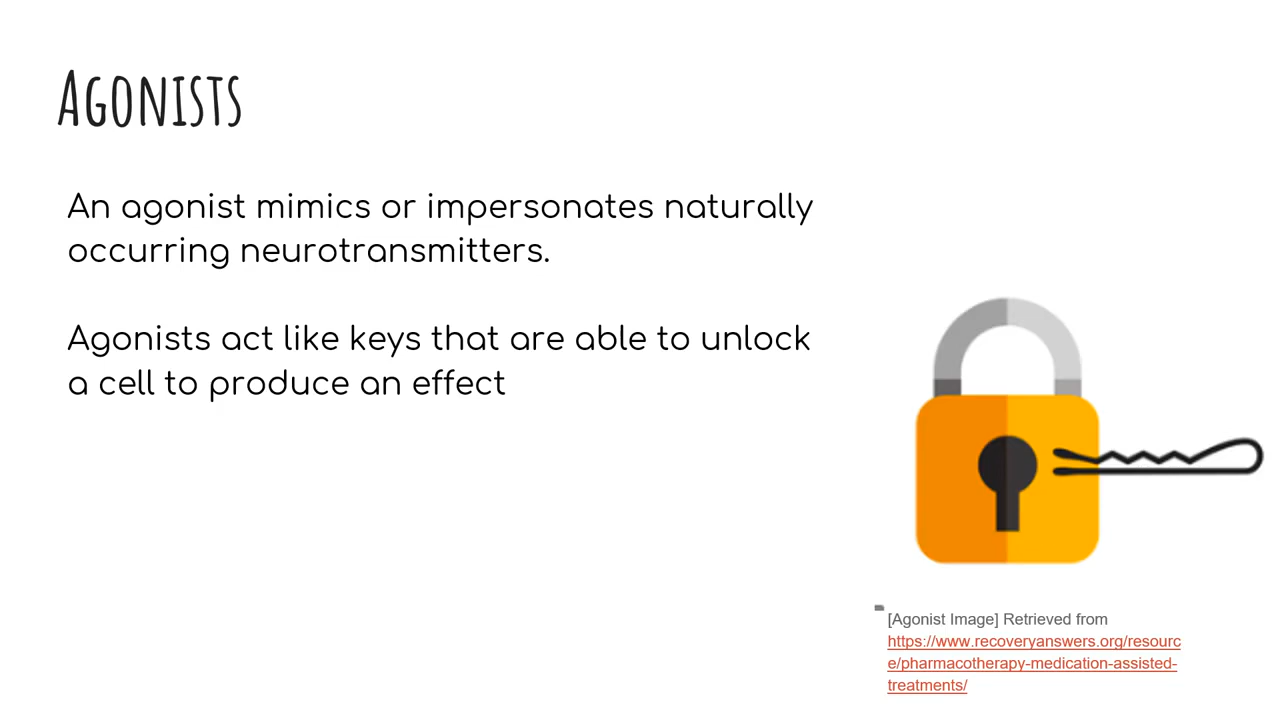 Agonists
An agonist mimics or impersonates naturally
occurring neurotransmitters.
Agonists act like keys that are able to unlock
a cell to produce an effect
[Agonist Image] Retrieved from
https://www.recoveryanswers.org/resourc
e/pharmacotherapy-medication-assisted-
treatments/